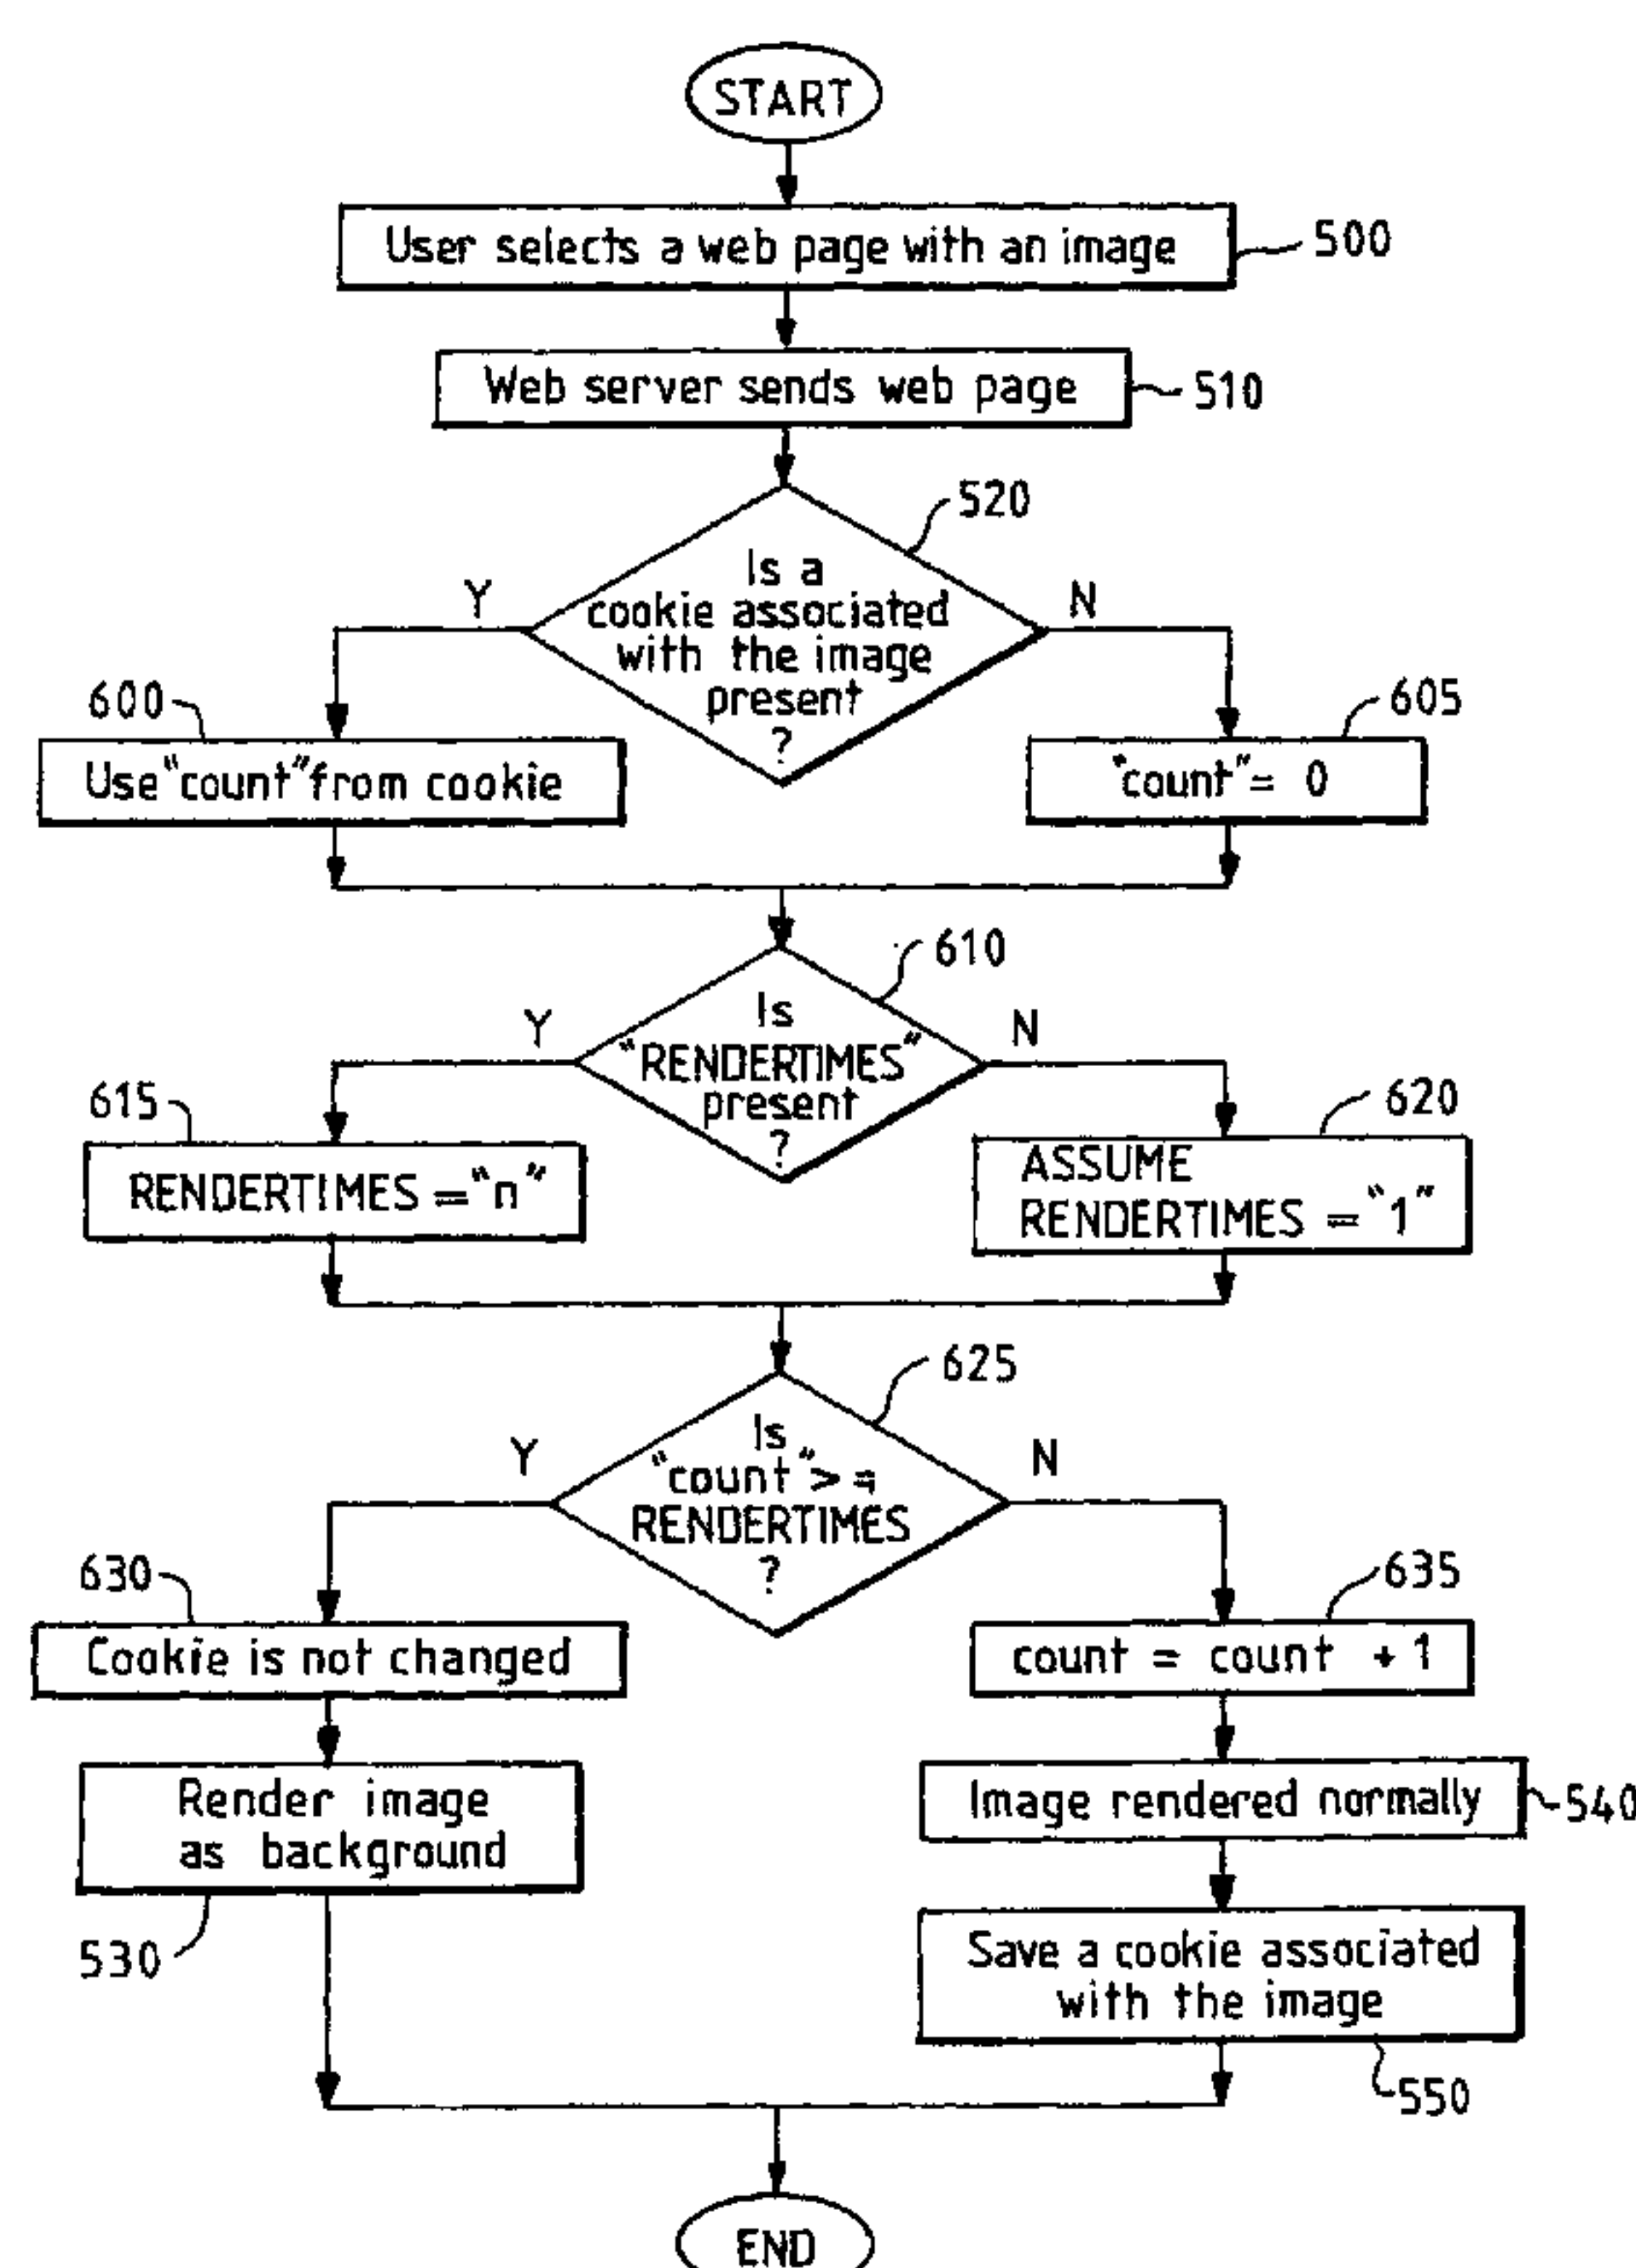 START
User selects a web page with an image
500
Web server sends web page
510
520
Is a
cookie associated
with the image
present
?
Y
N
600
Use "count" from cookie
605
"count" = 0
610
Is
"RENDERTIMES"
present
?
Y
N
615
RENDERTIMES = "n"
620
ASSUME
RENDERTIMES = "1"
625
Is
"count" > =
RENDERTIMES
?
Y
N
630
Cookie is not changed
635
count = count + 1
Render image
as background
530
Image rendered normally
540
Save a cookie associated
with the image
550
END